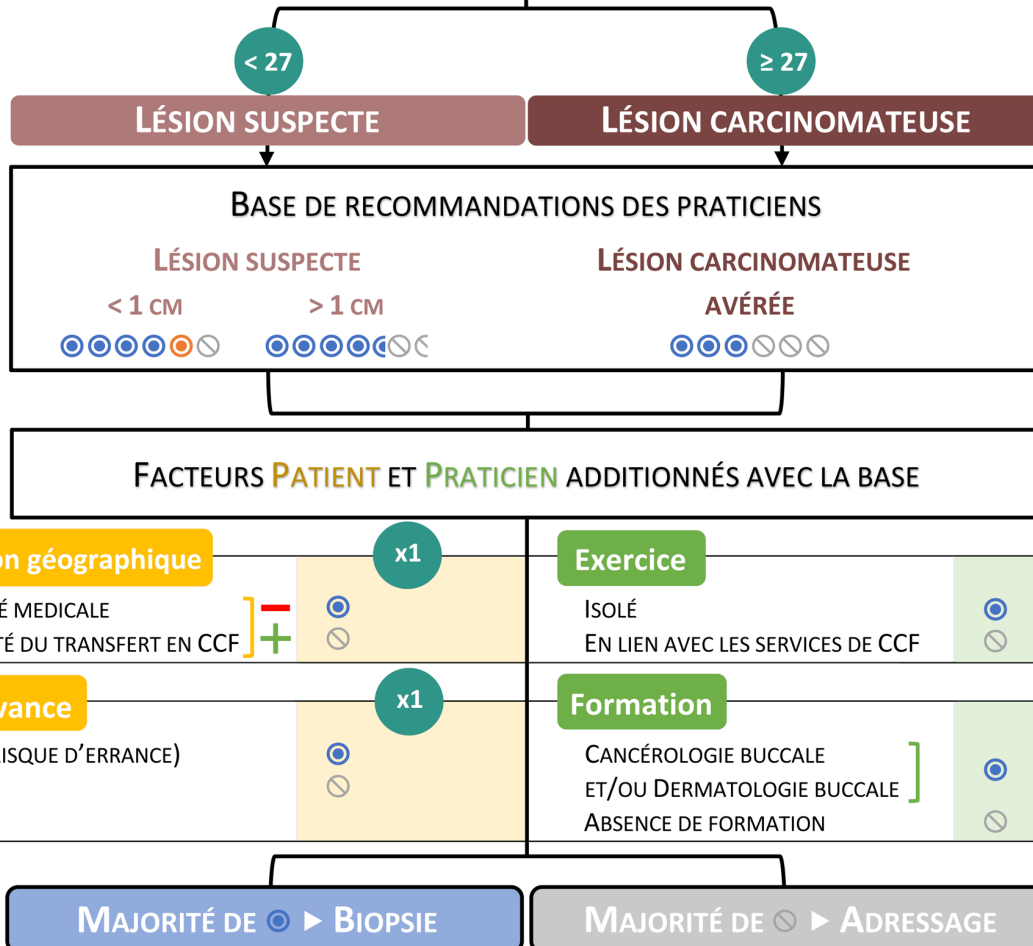 < 27
≥ 27
LÉSION SUSPECTE
LÉSION CARCINOMATEUSE
BASE DE RECOMMANDATIONS DES PRATICIENS
LÉSION SUSPECTE
< 1 CM
> 1 CM
LÉSION CARCINOMATEUSE
AVÉRÉE
FACTEURS PATIENT ET PRATICIEN ADDITIONNÉS AVEC LA BASE
on géographique
x1
É MEDICALE
TÉ DU TRANSFERT EN CCF
Exercice
ISOLÉ
EN LIEN AVEC LES SERVICES DE CCF
vance
x1
RISQUE D'ERRANCE)
Formation
CANCÉROLOGIE BUCCALE
ET/OU DERMATOLOGIE BUCCALE
ABSENCE DE FORMATION
MAJORITÉ DE ▶ BIOPSIE
MAJORITÉ DE ▶ ADRESSAGE